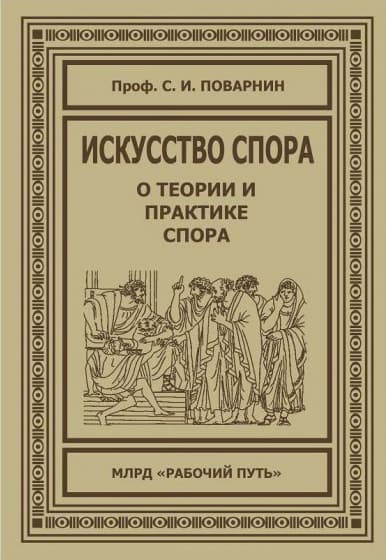 Проф. С. И. ПОВАРНИН
ИСКУССТВО СПОРА
О ТЕОРИИ И
ПРАКТИКЕ
СПОРА
МЛРД «РАБОЧИЙ ПУТЬ»